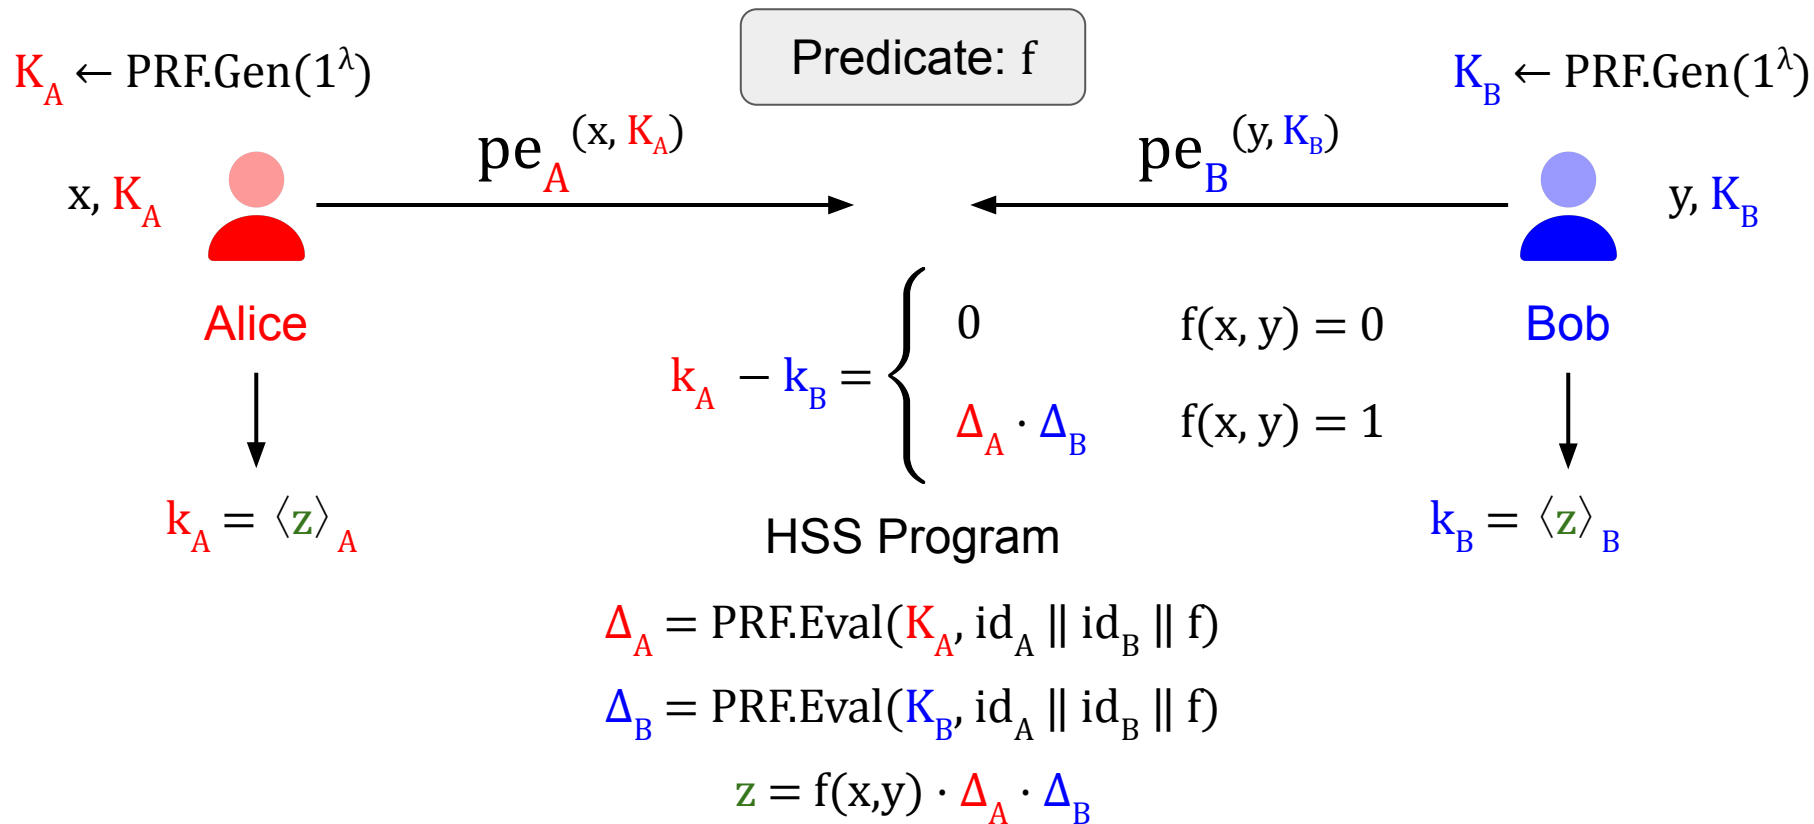 Predicate: f
K_A ← PRF.Gen(1^λ)
K_B ← PRF.Gen(1^λ)
pe_A^(x, K_A)
pe_B^(y, K_B)
x, K_A
y, K_B
Alice
Bob
k_A − k_B = {
0 f(x, y) = 0
Δ_A · Δ_B f(x, y) = 1
k_A = ⟨z⟩_A
k_B = ⟨z⟩_B
HSS Program
Δ_A = PRF.Eval(K_A, id_A ‖ id_B ‖ f)
Δ_B = PRF.Eval(K_B, id_A ‖ id_B ‖ f)
z = f(x,y) · Δ_A · Δ_B